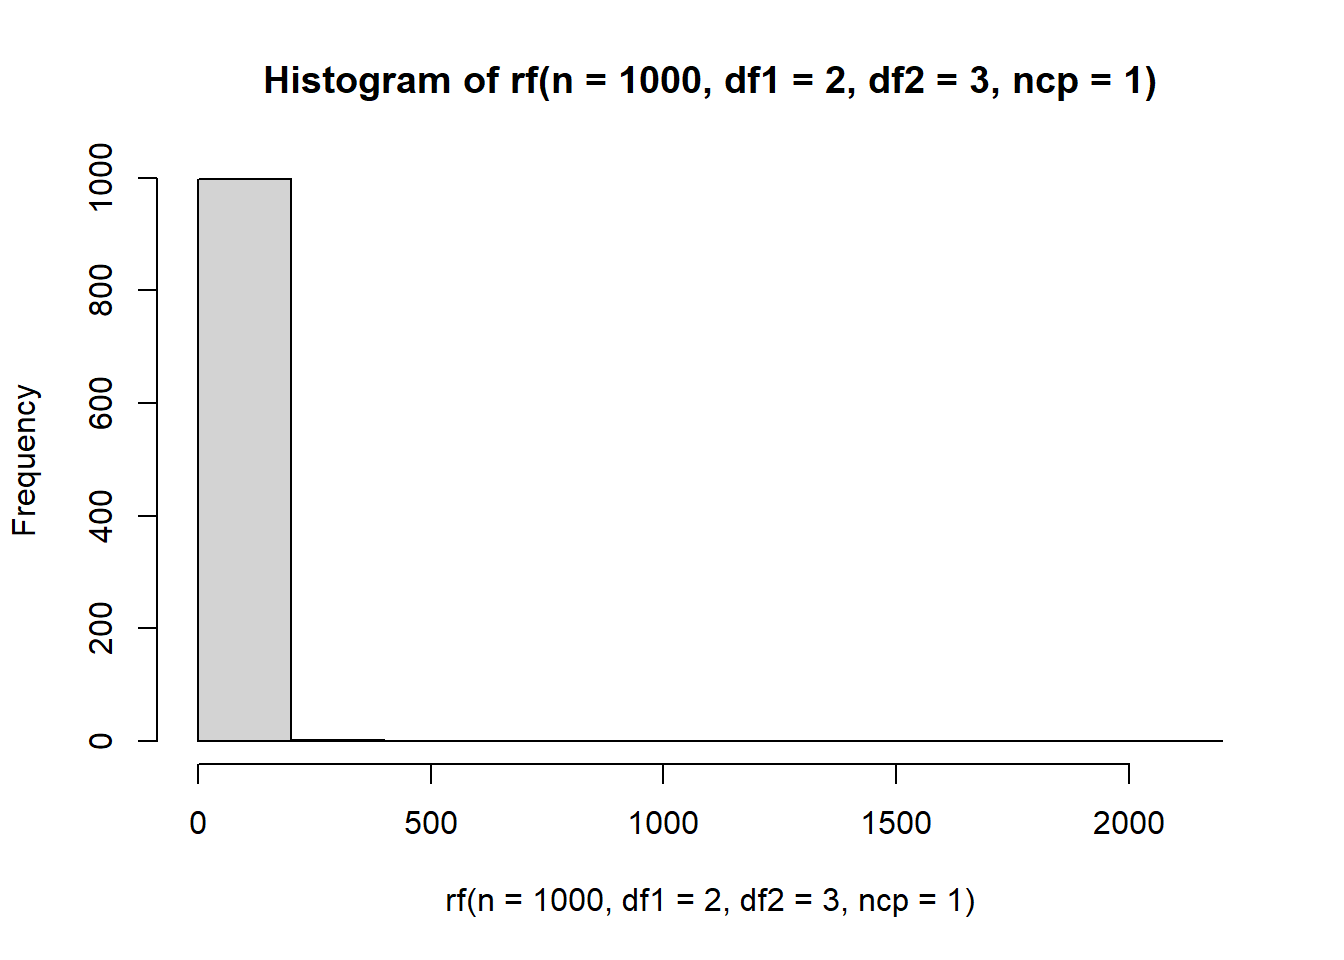 Histogram of rf(n = 1000, df1 = 2, df2 = 3, ncp = 1)
Frequency
1000
800
600
400
200
0
0 500 1000 1500 2000
rf(n = 1000, df1 = 2, df2 = 3, ncp = 1)